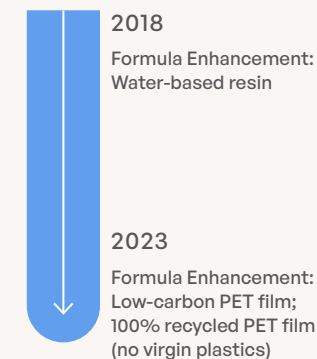 2018
Formula Enhancement:
Water-based resin
2023
Formula Enhancement:
Low-carbon PET film;
100% recycled PET film
(no virgin plastics)